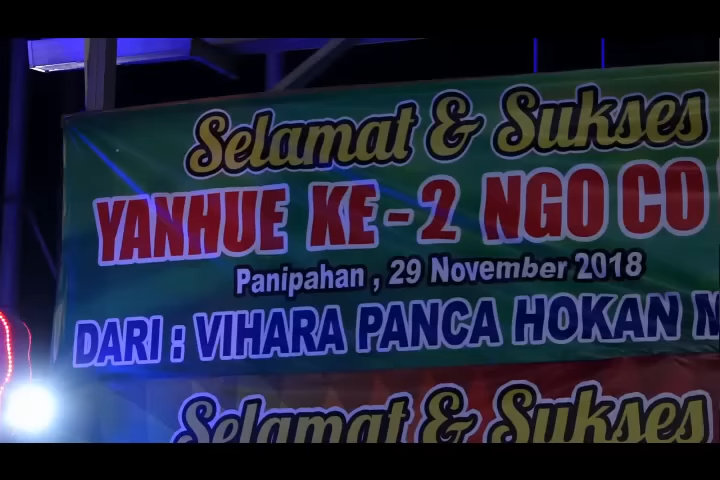 Selamat & Sukses
YANHUE KE-2 NGO CO
Panipahan, 29 November 2018
DARI : VIHARA PANCA HOKAN
Selamat & Sukses